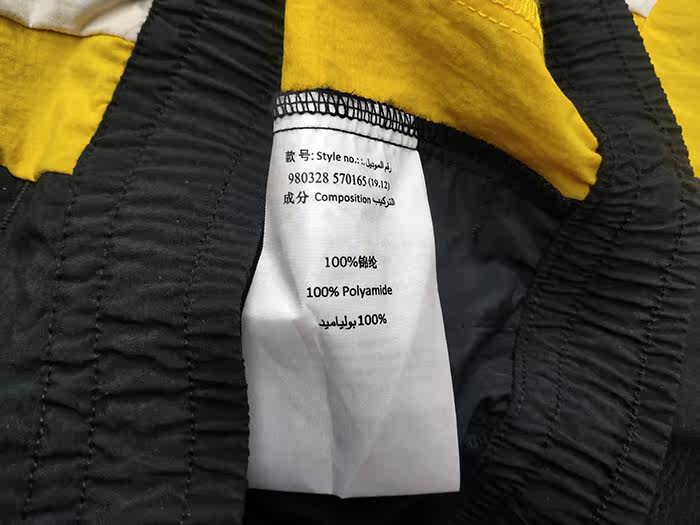 款号: Style no.: رقم الموديل:
980328 570165 (19.12)
成分 Composition التركيب
100%锦纶
100% Polyamide
100% بولياميد